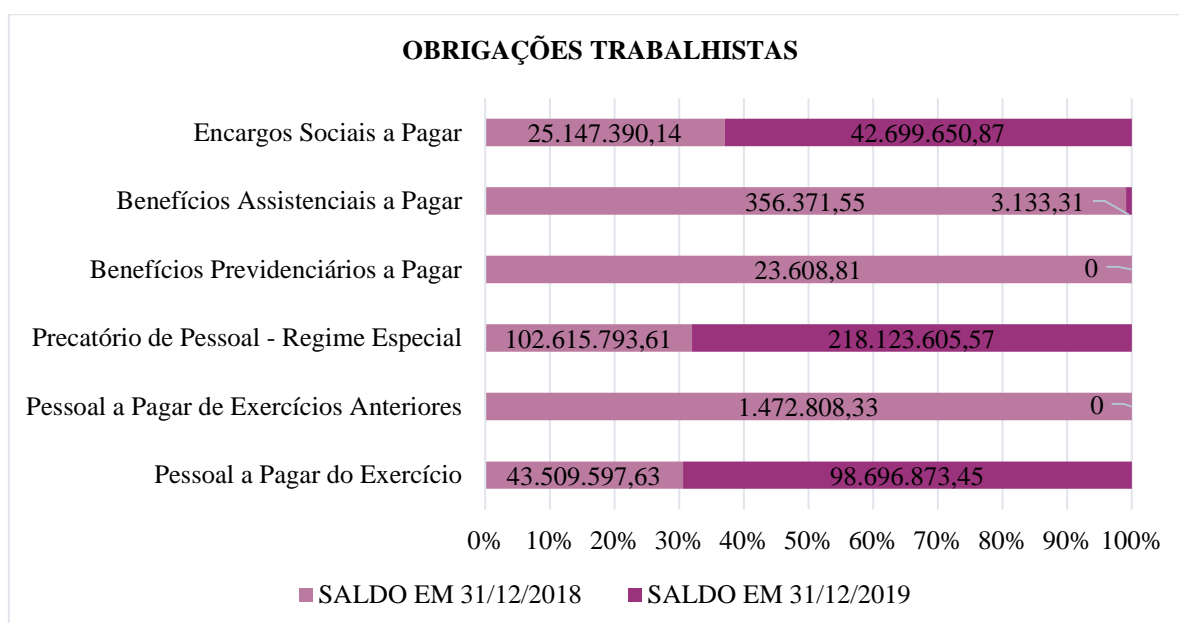 OBRIGAÇÕES TRABALHISTAS
Encargos Sociais a Pagar 25.147.390,14 42.699.650,87
Benefícios Assistenciais a Pagar 356.371,55 3.133,31
Benefícios Previdenciários a Pagar 23.608,81 0
Precatório de Pessoal - Regime Especial 102.615.793,61 218.123.605,57
Pessoal a Pagar de Exercícios Anteriores 1.472.808,33 0
Pessoal a Pagar do Exercício 43.509.597,63 98.696.873,45
0% 10% 20% 30% 40% 50% 60% 70% 80% 90% 100%
SALDO EM 31/12/2018 SALDO EM 31/12/2019